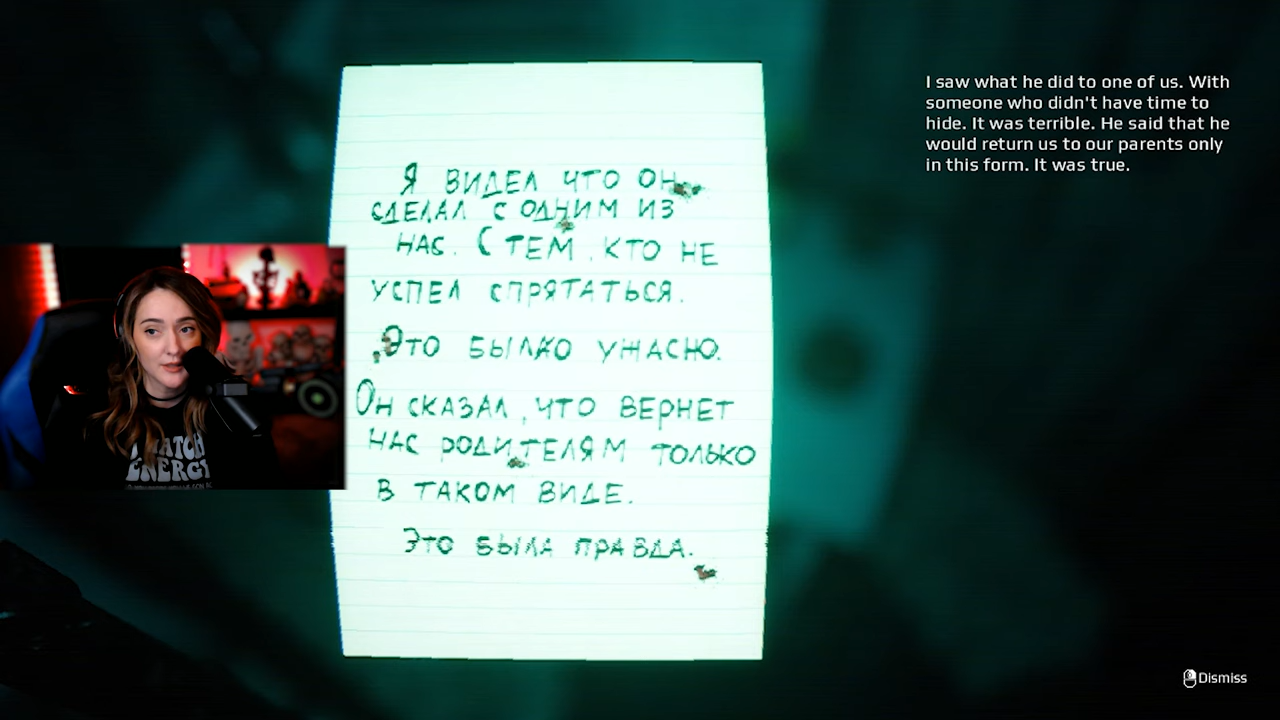 Я ВИДЕЛ ЧТО ОН
СДЕЛАЛ С ОДНИМ ИЗ
НАС. С ТЕМ, КТО НЕ
УСПЕЛ СПРЯТАТЬСЯ.
ЭТО БЫЛО УЖАСНО.
ОН СКАЗАЛ, ЧТО ВЕРНЕТ
НАС РОДИТЕЛЯМ ТОЛЬКО
В ТАКОМ ВИДЕ.
ЭТО БЫЛА ПРАВДА.
I saw what he did to one of us. With
someone who didn't have time to
hide. It was terrible. He said that he
would return us to our parents only
in this form. It was true.
ENERGY
Dismiss